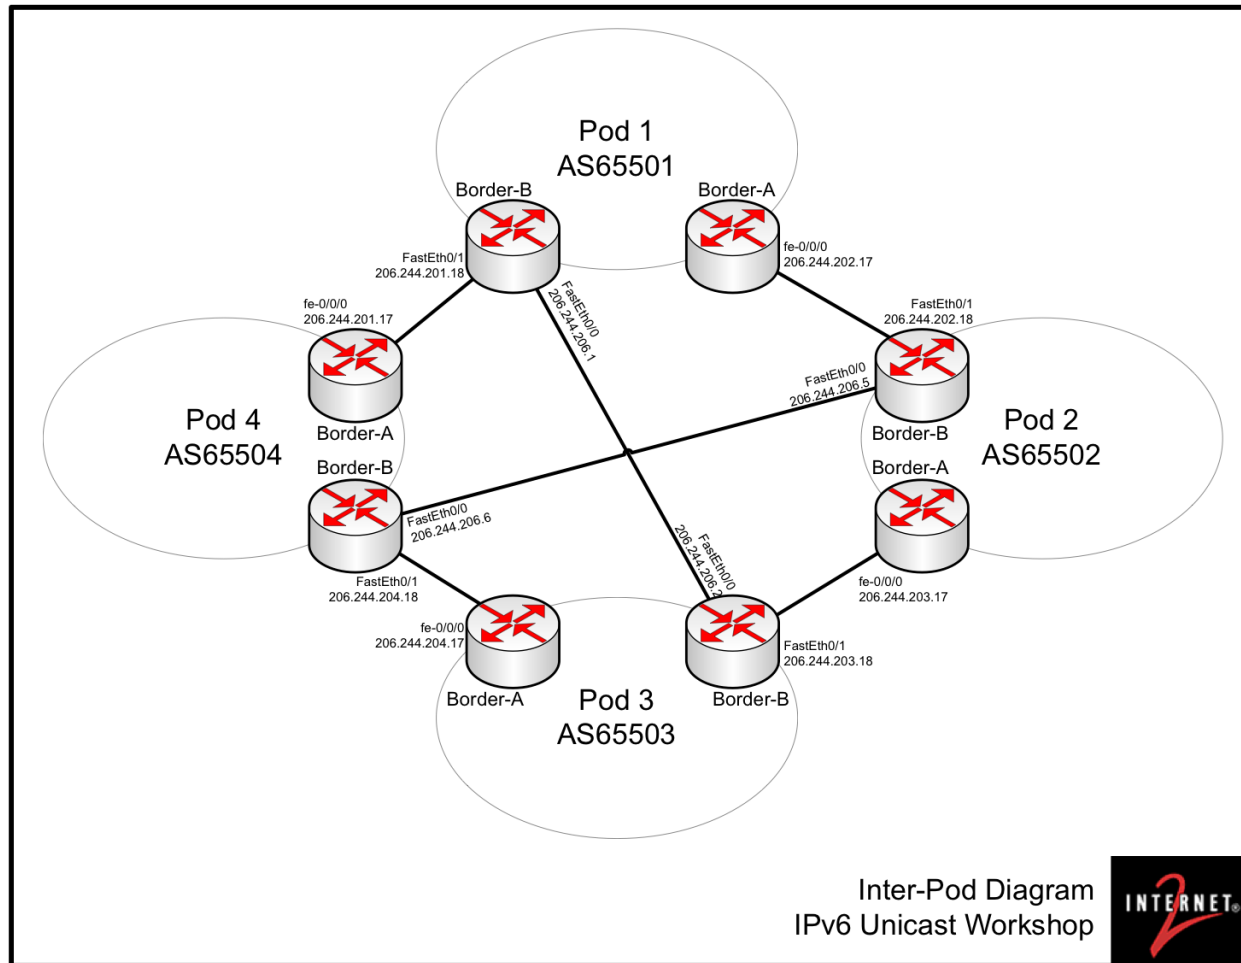 Pod 1
AS65501
Border-B
Border-A
FastEth0/1
206.244.201.18
fe-0/0/0
206.244.202.17
fe-0/0/0
206.244.201.17
FastEth0/0
206.244.206.1
FastEth0/1
206.244.202.18
FastEth0/0
206.244.206.5
Pod 4
AS65504
Border-A
Border-B
Pod 2
AS65502
Border-B
Border-A
FastEth0/0
206.244.206.6
FastEth0/1
206.244.204.18
FastEth0/0
206.244.206.2
fe-0/0/0
206.244.203.17
fe-0/0/0
206.244.204.17
FastEth0/1
206.244.203.18
Border-A
Border-B
Pod 3
AS65503
Inter-Pod Diagram
IPv6 Unicast Workshop
INTERNET®
2